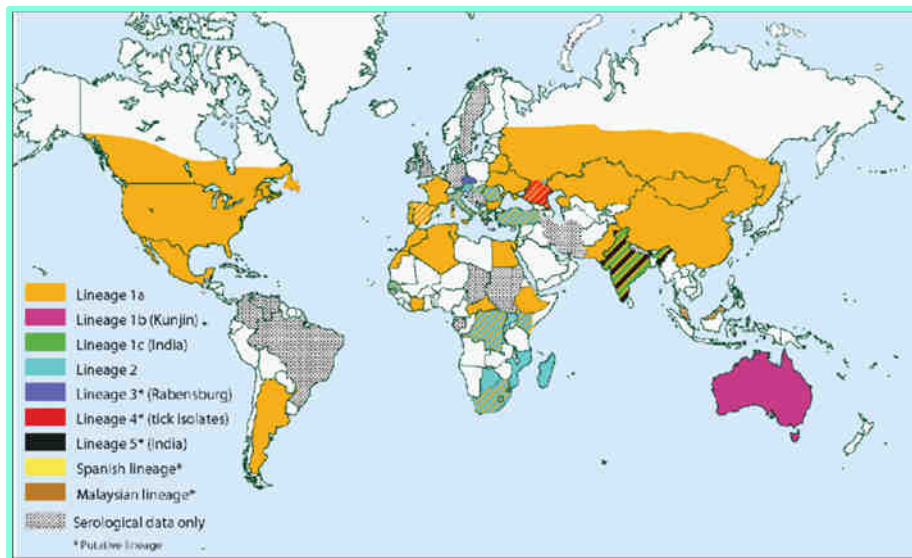 Lineage 1a
Lineage 1b (Kunjin)
Lineage 1c (India)
Lineage 2
Lineage 3* (Rabensburg)
Lineage 4* (tick isolates)
Lineage 5* (India)
Spanish lineage*
Malaysian lineage*
Serological data only
* Putative lineage